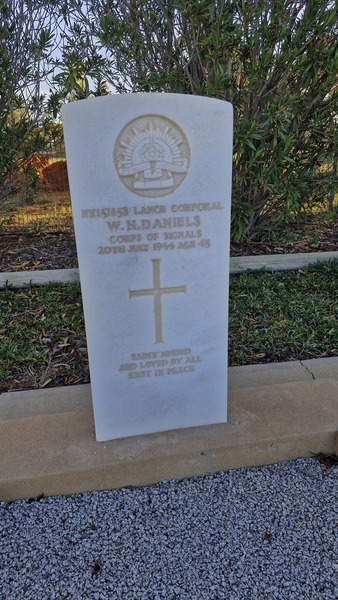 NX151858 LANCE CORPORAL
W.H.DANIELS
CORPS OF SIGNALS
20TH JULY 1944 AGE 43
SADLY MISSED
AND LOVED BY ALL
REST IN PEACE